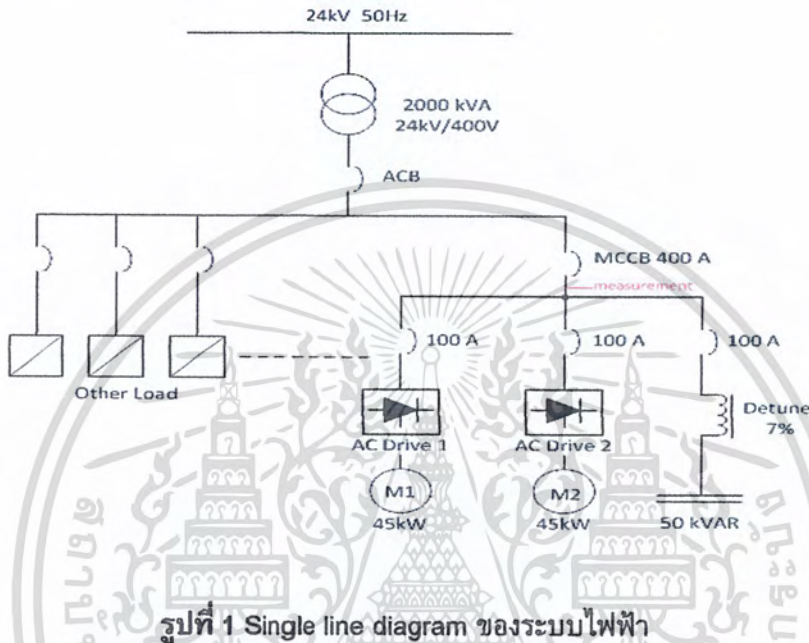 24kV 50Hz
2000 kVA
24kV/400V
ACB
MCCB 400 A
measurement
100 A
100 A
100 A
Other Load
AC Drive 1
AC Drive 2
Detune
7%
M1
M2
45kW
45kW
50 kVAR
รูปที่ 1 Single line diagram ของระบบไฟฟ้า